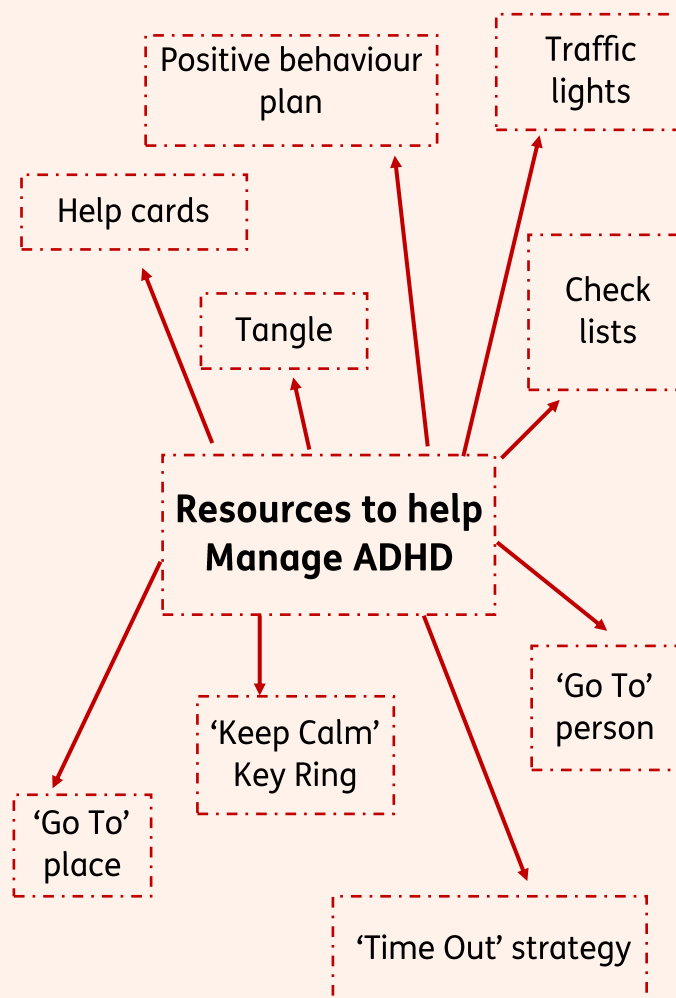 Positive behaviour
plan
Traffic
lights
Help cards
Check
lists
Tangle
Resources to help
Manage ADHD
‘Go To’
person
‘Keep Calm’
Key Ring
‘Go To’
place
‘Time Out’ strategy